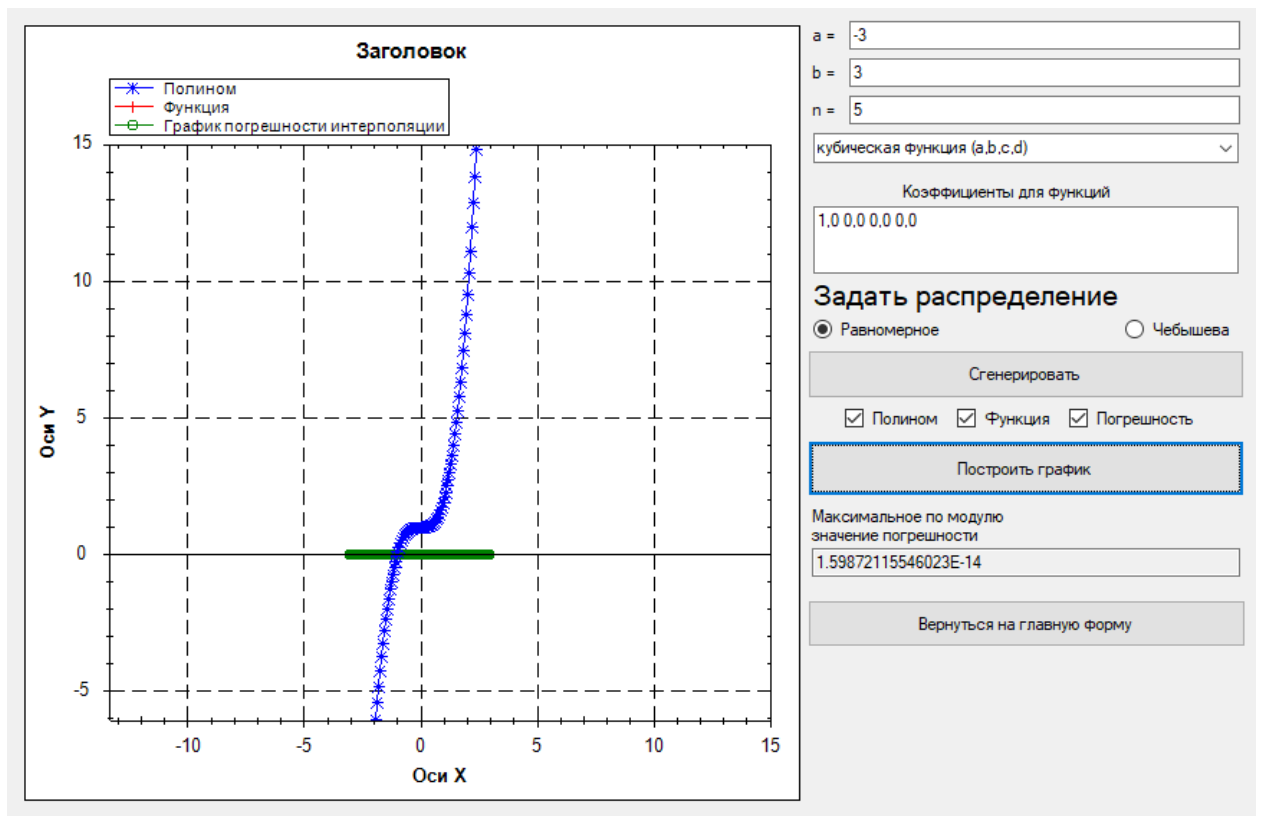 Заголовок
Полином
Функция
График погрешности интерполяции
15
10
5
0
-5
Оси Y
-10 -5 0 5 10 15
Оси X
a = -3
b = 3
n = 5
кубическая функция (a,b,c,d)
Коэффициенты для функций
1,0 0,0 0,0 0,0
Задать распределение
Равномерное Чебышева
Сгенерировать
Полином Функция Погрешность
Построить график
Максимальное по модулю
значение погрешности
1.59872115546023E-14
Вернуться на главную форму